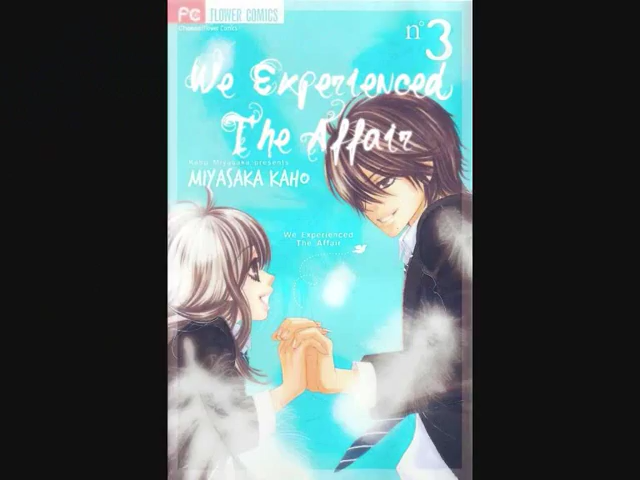 FC FLOWER COMICS
n°3
We Experienced
The Affair
Kaho Miyasaka presents
MIYASAKA KAHO
We Experienced
The Affair